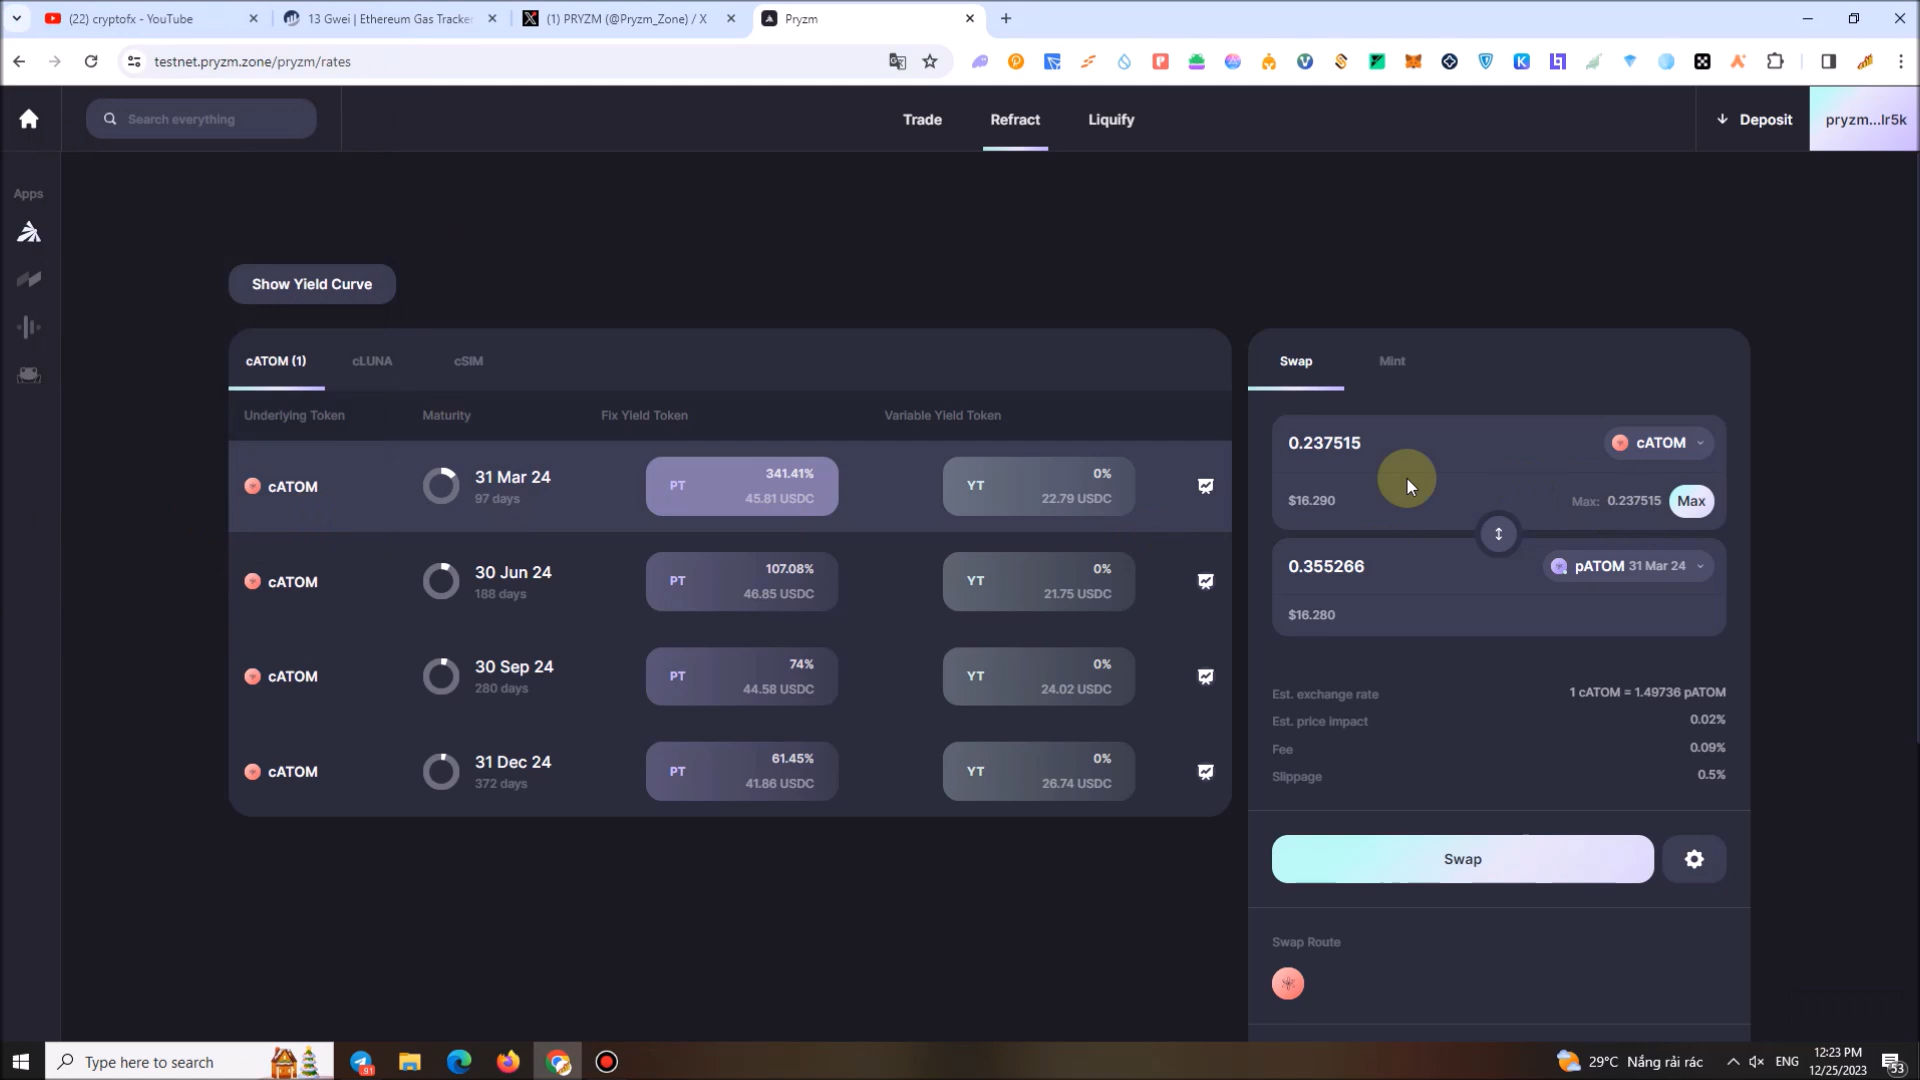 (22) cryptofx - YouTube
13 Gwei | Ethereum Gas Tracker
(1) PRYZM (@Pryzm_Zone) / X
Pryzm
testnet.pryzm.zone/pryzm/rates
Search everything
Trade
Refract
Liquify
Deposit
pryzm...lr5k
Apps
Show Yield Curve
cATOM (1)
cLUNA
cSIM
Underlying Token
Maturity
Fix Yield Token
Variable Yield Token
cATOM
31 Mar 24
97 days
PT
341.41%
45.81 USDC
YT
0%
22.79 USDC
cATOM
30 Jun 24
188 days
PT
107.08%
46.85 USDC
YT
0%
21.75 USDC
cATOM
30 Sep 24
280 days
PT
74%
44.58 USDC
YT
0%
24.02 USDC
cATOM
31 Dec 24
372 days
PT
61.45%
41.86 USDC
YT
0%
26.74 USDC
Swap
Mint
0.237515
cATOM
$16.290
Max: 0.237515
Max
0.355266
pATOM 31 Mar 24
$16.280
Est. exchange rate
1 cATOM = 1.49736 pATOM
Est. price impact
0.02%
Fee
0.09%
Slippage
0.5%
Swap
Swap Route
Type here to search
91
29°C Nắng rải rác
ENG
12:23 PM
12/25/2023
53